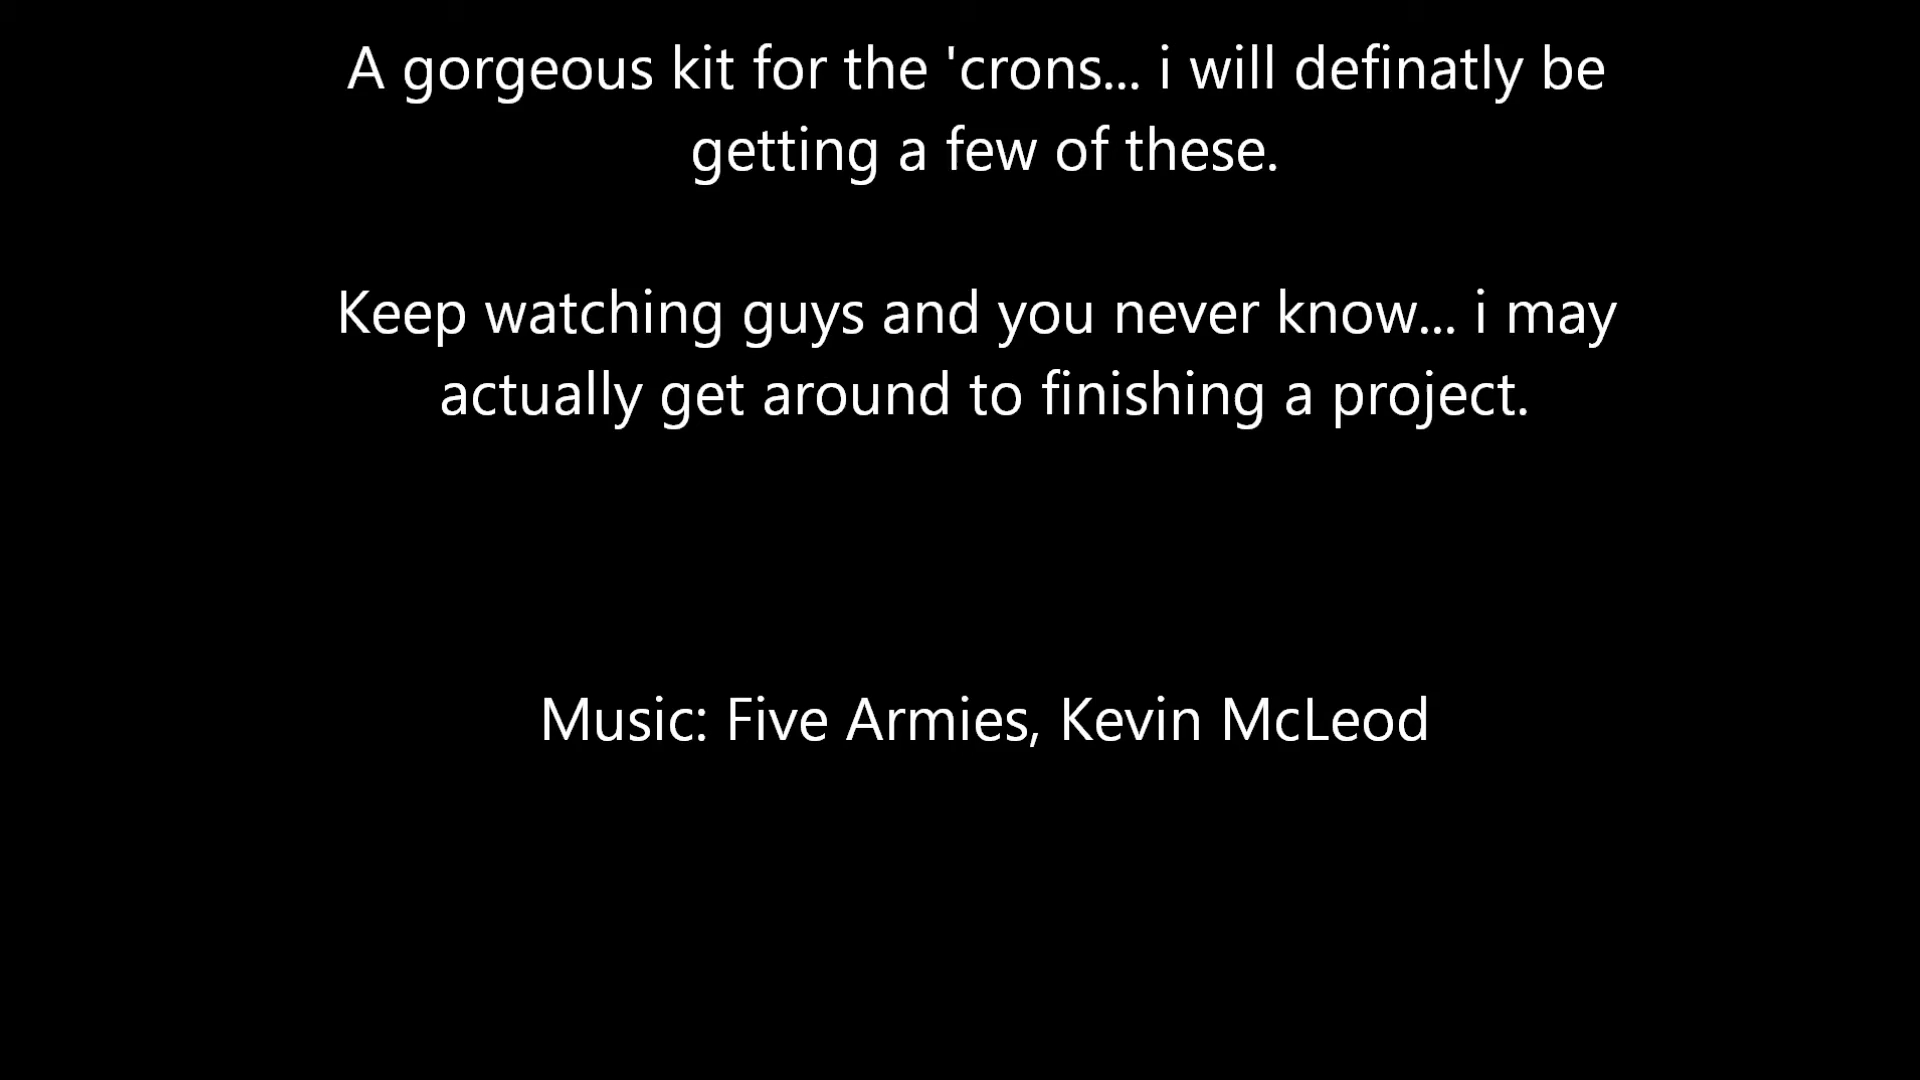 A gorgeous kit for the 'crons... i will definatly be
getting a few of these.
Keep watching guys and you never know... i may
actually get around to finishing a project.
Music: Five Armies, Kevin McLeod